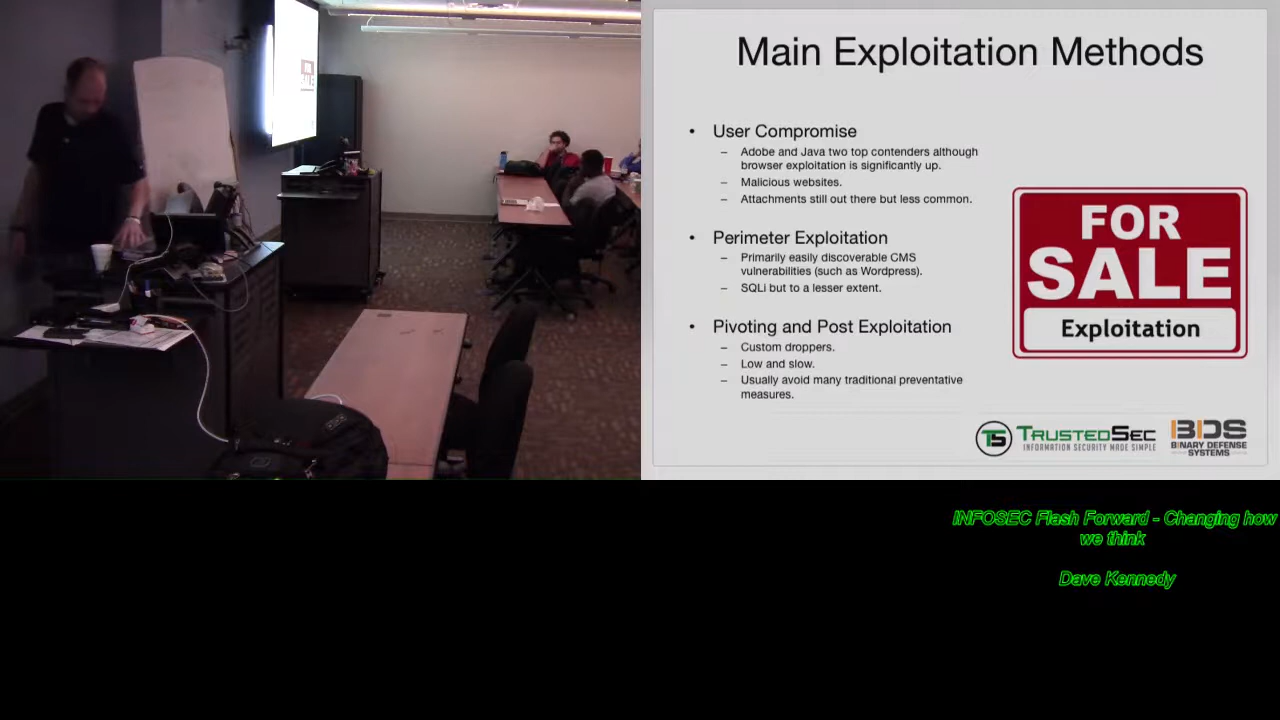 Main Exploitation Methods
• User Compromise
– Adobe and Java two top contenders although
browser exploitation is significantly up.
– Malicious websites.
– Attachments still out there but less common.
• Perimeter Exploitation
– Primarily easily discoverable CMS
vulnerabilities (such as Wordpress).
– SQLi but to a lesser extent.
• Pivoting and Post Exploitation
– Custom droppers.
– Low and slow.
– Usually avoid many traditional preventative
measures.
FOR
SALE
Exploitation
TS TRUSTEDSEC
INFORMATION SECURITY MADE SIMPLE
BDS
BINARY DEFENSE
SYSTEMS
INFOSEC Flash Forward - Changing how
we think
Dave Kennedy